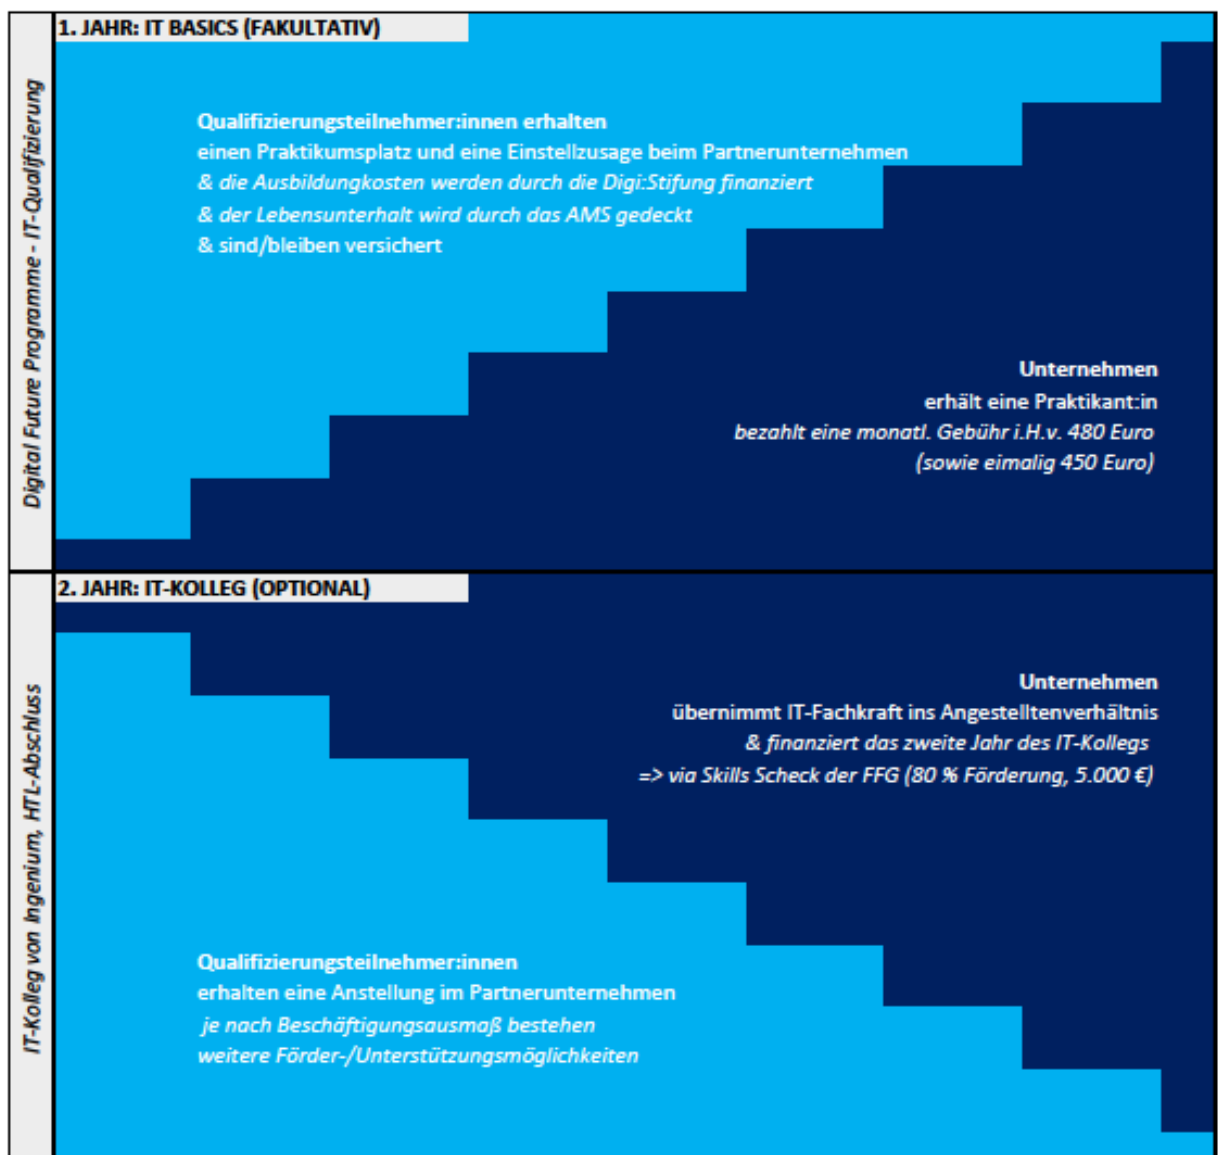 1. JAHR: IT BASICS (FAKULTATIV)
Digital Future Programme - IT-Qualifizierung
Qualifizierungsteilnehmer:innen erhalten
einen Praktikumsplatz und eine Einstellzusage beim Partnerunternehmen
& die Ausbildungkosten werden durch die Digi:Stifung finanziert
& der Lebensunterhalt wird durch das AMS gedeckt
& sind/bleiben versichert
Unternehmen
erhält eine Praktikant:in
bezahlt eine monatl. Gebühr i.H.v. 480 Euro
(sowie eimalig 450 Euro)
2. JAHR: IT-KOLLEG (OPTIONAL)
IT-Kolleg von Ingenium, HTL-Abschluss
Unternehmen
übernimmt IT-Fachkraft ins Angestelltenverhältnis
& finanziert das zweite Jahr des IT-Kollegs
=> via Skills Scheck der FFG (80 % Förderung, 5.000 €)
Qualifizierungsteilnehmer:innen
erhalten eine Anstellung im Partnerunternehmen
je nach Beschäftigungsausmaß bestehen
weitere Förder-/Unterstützungsmöglichkeiten